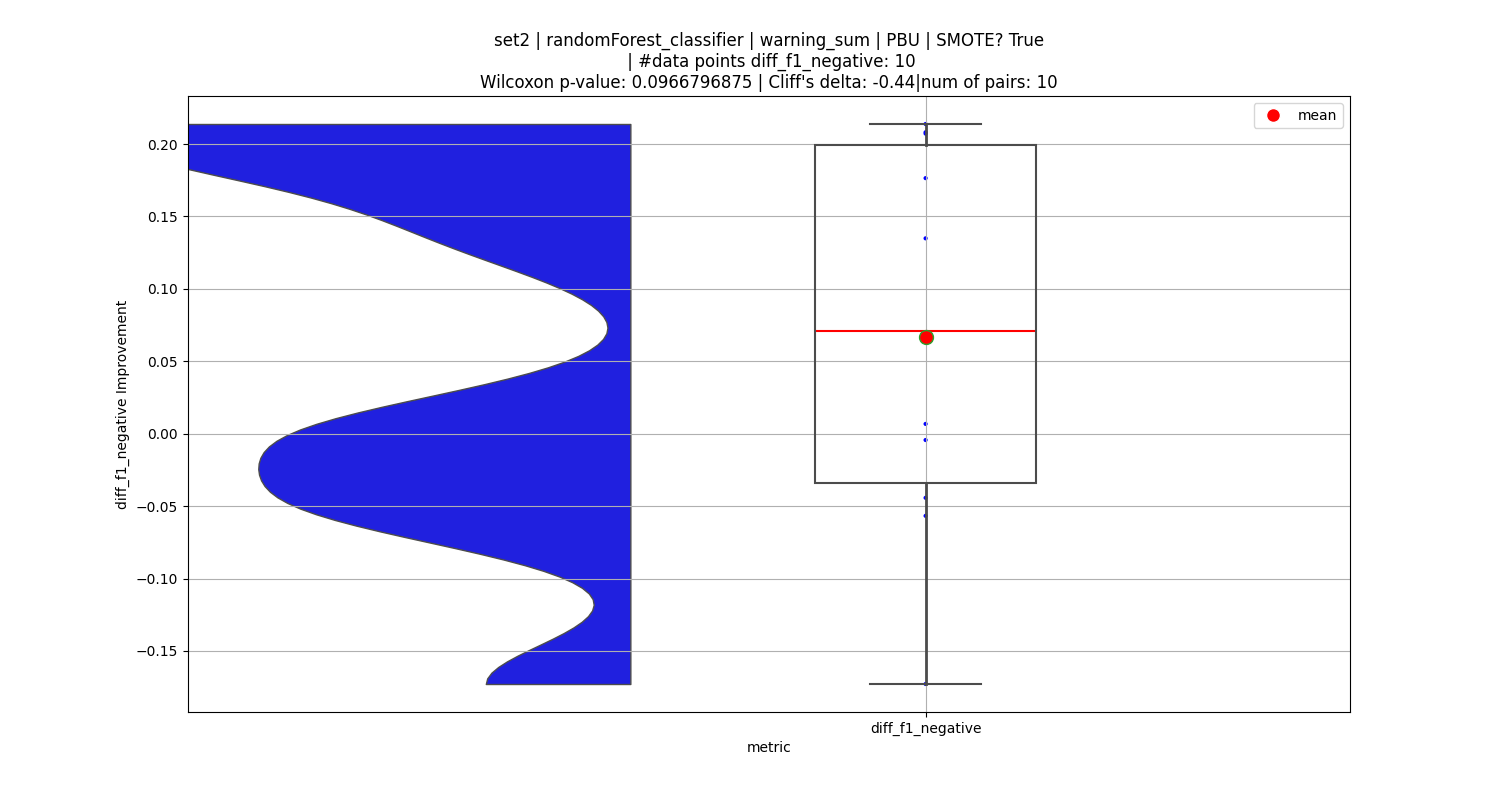 set2 | randomForest_classifier | warning_sum | PBU | SMOTE? True
| #data points diff_f1_negative: 10
Wilcoxon p-value: 0.0966796875 | Cliff's delta: -0.44|num of pairs: 10
mean
0.20
0.15
0.10
0.05
0.00
−0.05
−0.10
−0.15
diff_f1_negative Improvement
diff_f1_negative
metric